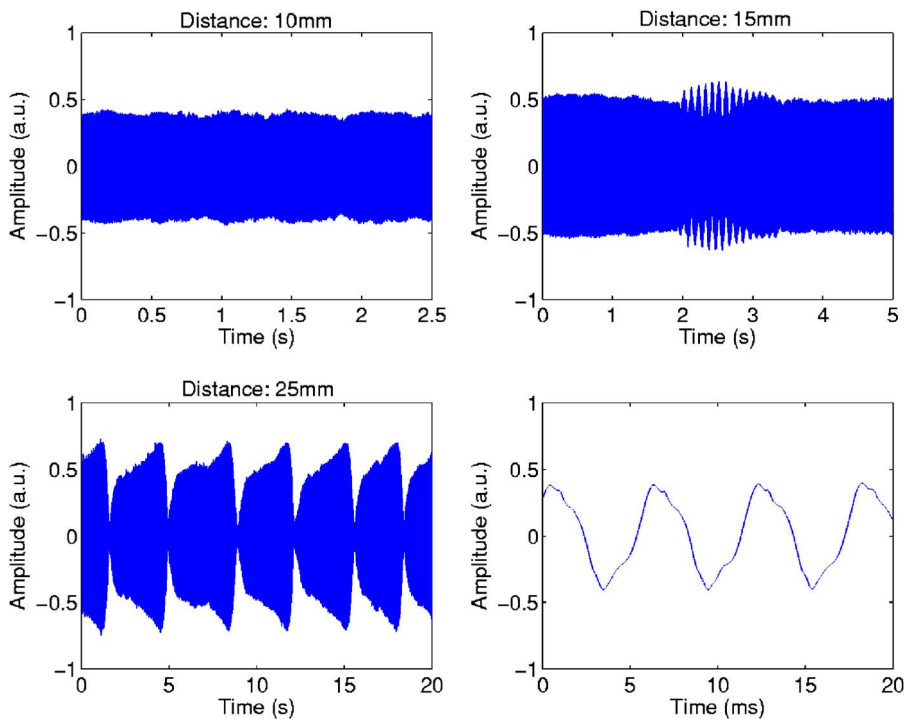 Distance: 10mm
1
0.5
0
−0.5
−1
Amplitude (a.u.)
0 0.5 1 1.5 2 2.5
Time (s)
Distance: 15mm
1
0.5
0
−0.5
−1
Amplitude (a.u.)
0 1 2 3 4 5
Time (s)
Distance: 25mm
1
0.5
0
−0.5
−1
Amplitude (a.u.)
0 5 10 15 20
Time (s)
1
0.5
0
−0.5
−1
Amplitude (a.u.)
0 5 10 15 20
Time (ms)